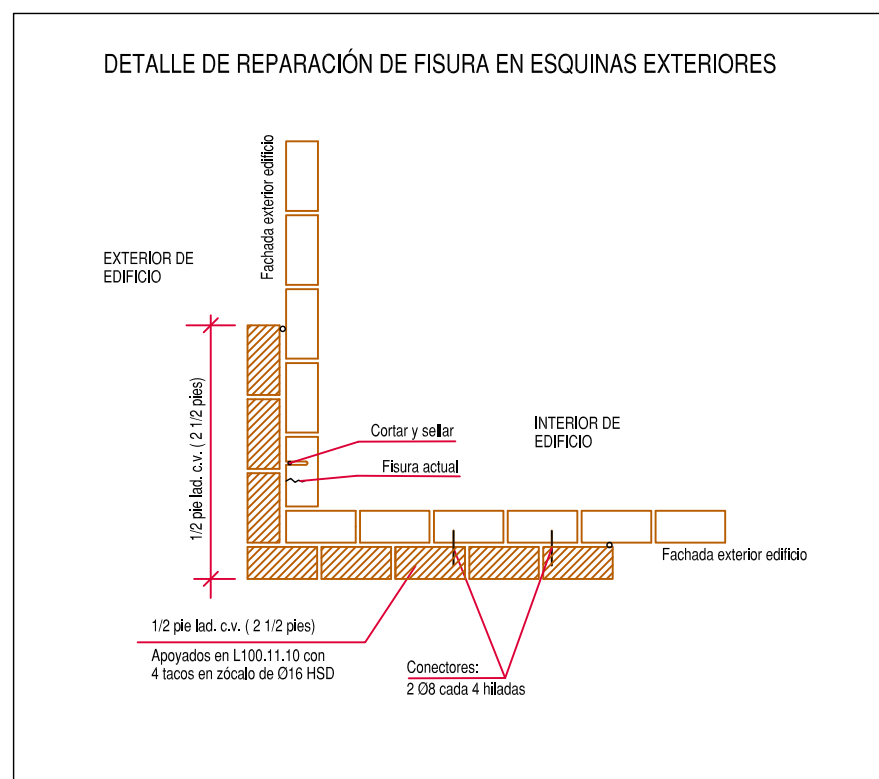 DETALLE DE REPARACIÓN DE FISURA EN ESQUINAS EXTERIORES
Fachada exterior edificio
EXTERIOR DE
EDIFICIO
1/2 pie lad. c.v. ( 2 1/2 pies)
Cortar y sellar
Fisura actual
INTERIOR DE
EDIFICIO
Fachada exterior edificio
1/2 pie lad. c.v. ( 2 1/2 pies)
Apoyados en L100.11.10 con
4 tacos en zócalo de Ø16 HSD
Conectores:
2 Ø8 cada 4 hiladas